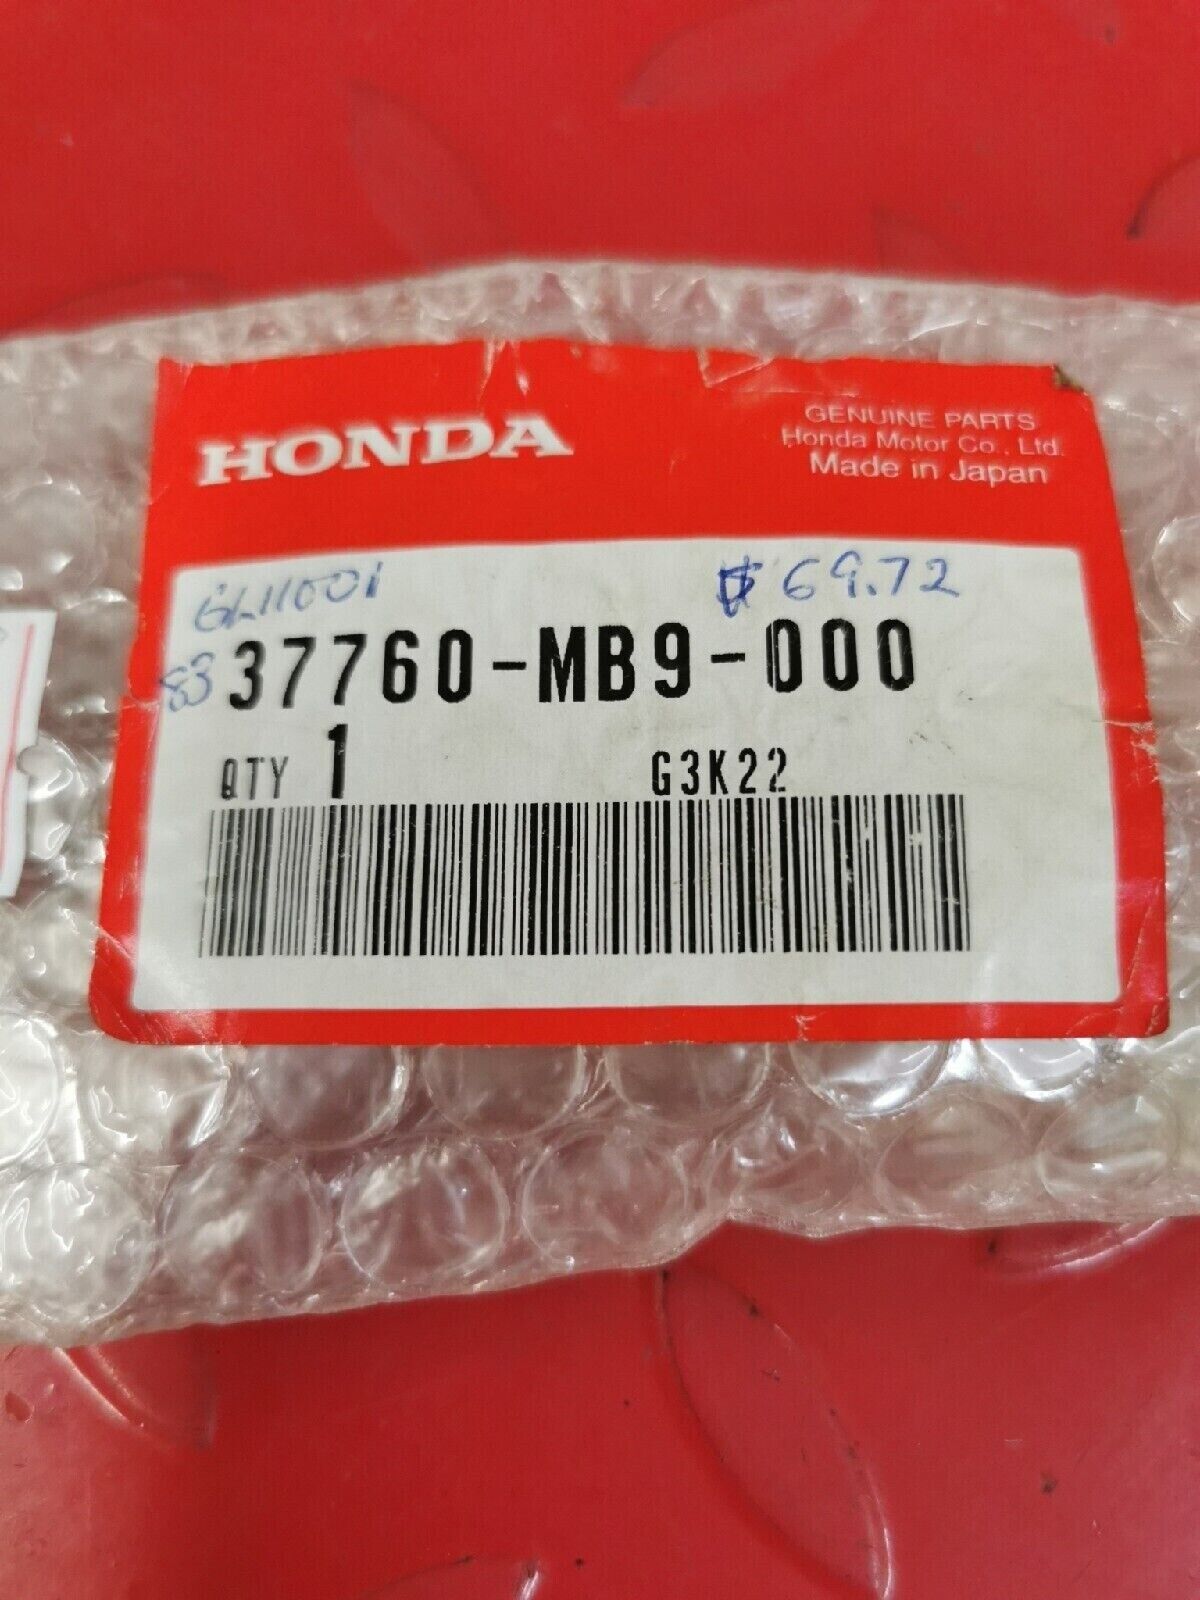 HONDA
GENUINE PARTS
Honda Motor Co., Ltd.
Made in Japan
GL1100I
$69.72
83
37760-MB9-000
QTY 1
G3K22